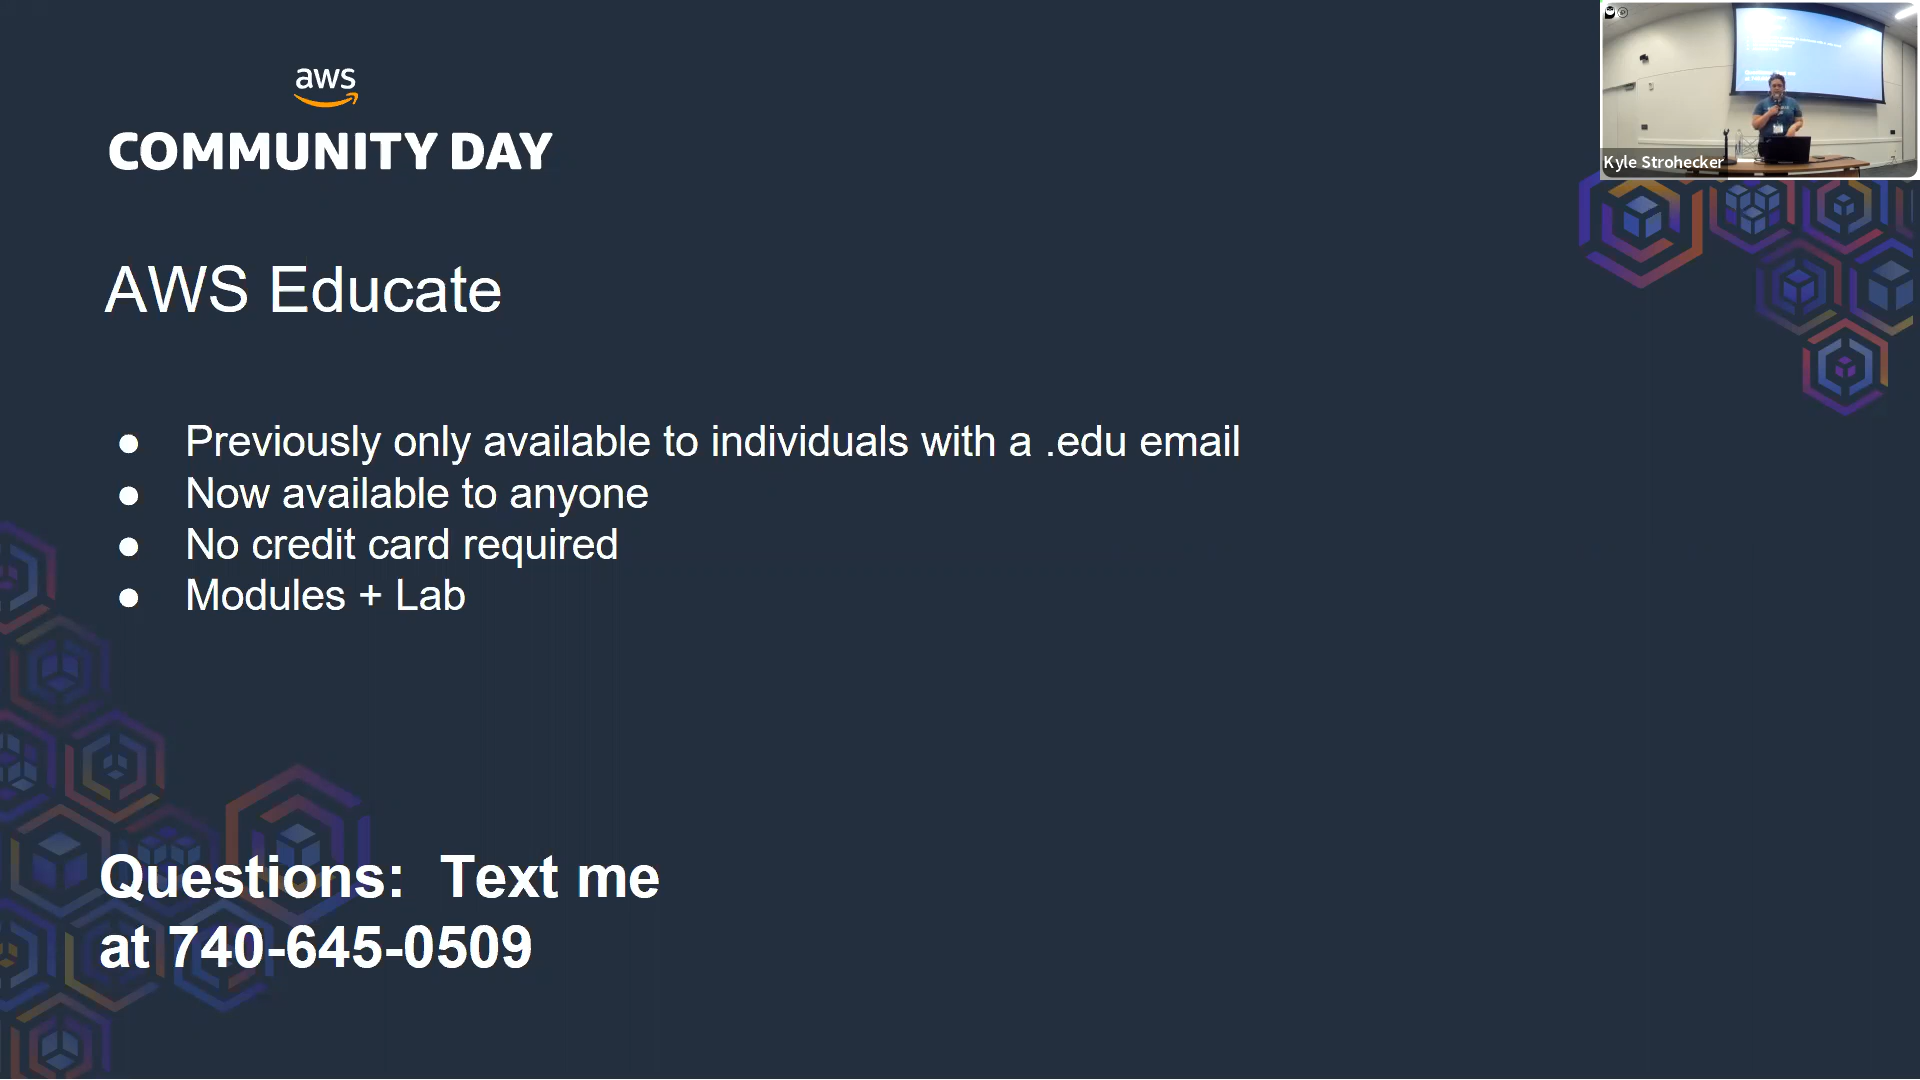 aws
COMMUNITY DAY
Kyle Strohecker
AWS Educate
● Previously only available to individuals with a .edu email
● Now available to anyone
● No credit card required
● Modules + Lab
Questions:  Text me
at 740-645-0509